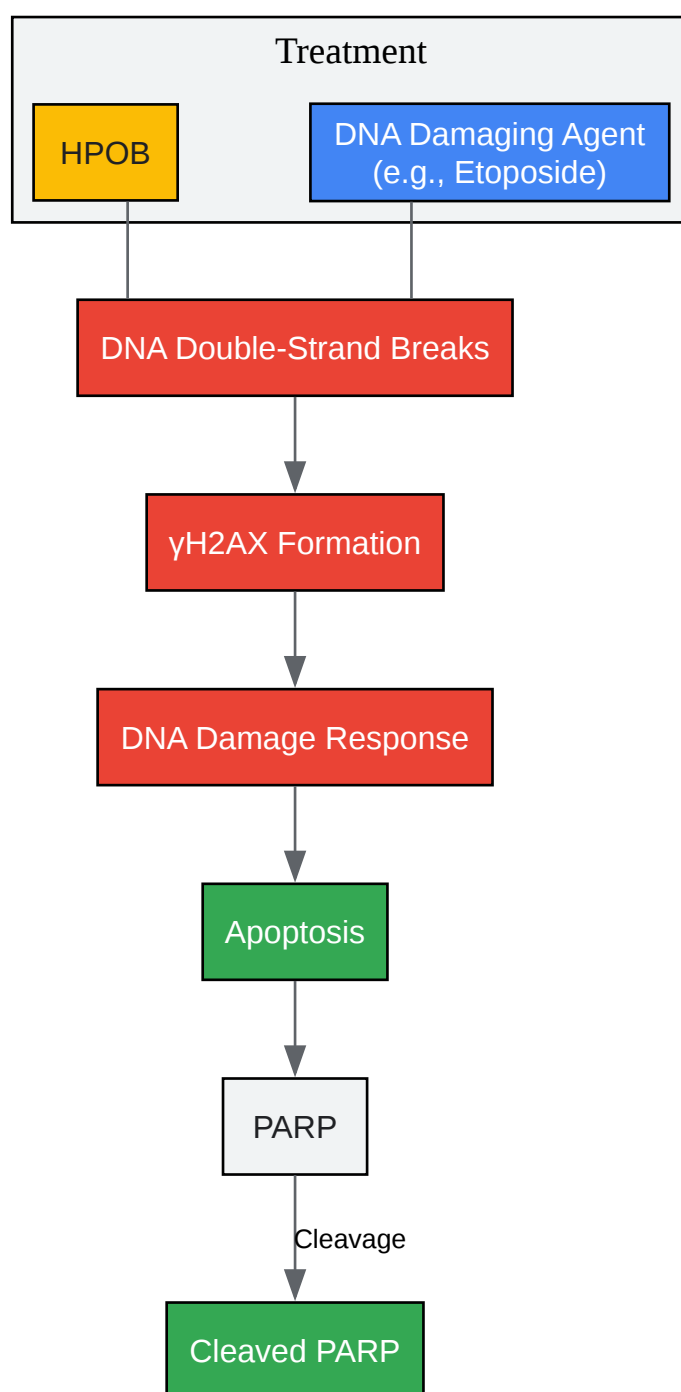 Treatment
HPOB
DNA Damaging Agent
(e.g., Etoposide)
DNA Double-Strand Breaks
γH2AX Formation
DNA Damage Response
Apoptosis
PARP
Cleavage
Cleaved PARP